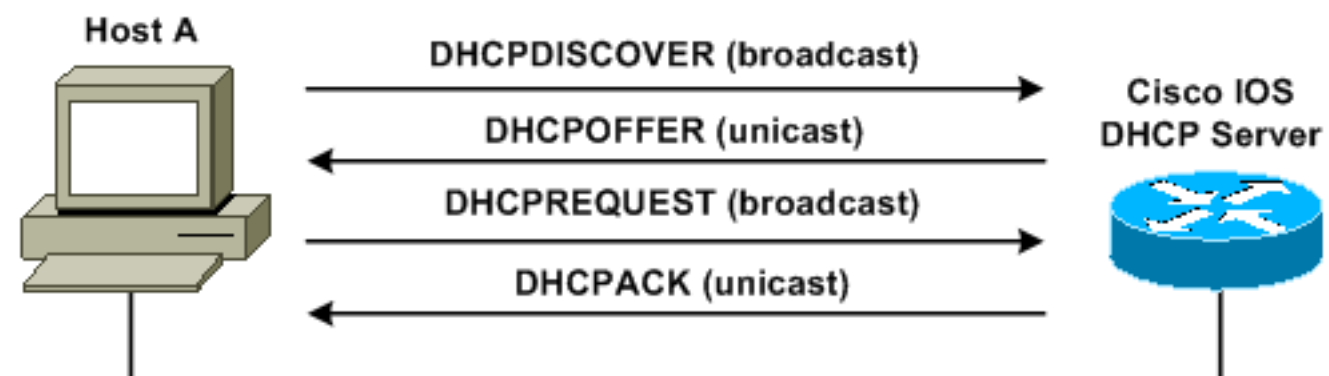 Host A
DHCPDISCOVER (broadcast)
Cisco IOS
DHCP Server
DHCPOFFER (unicast)
DHCPREQUEST (broadcast)
DHCPACK (unicast)